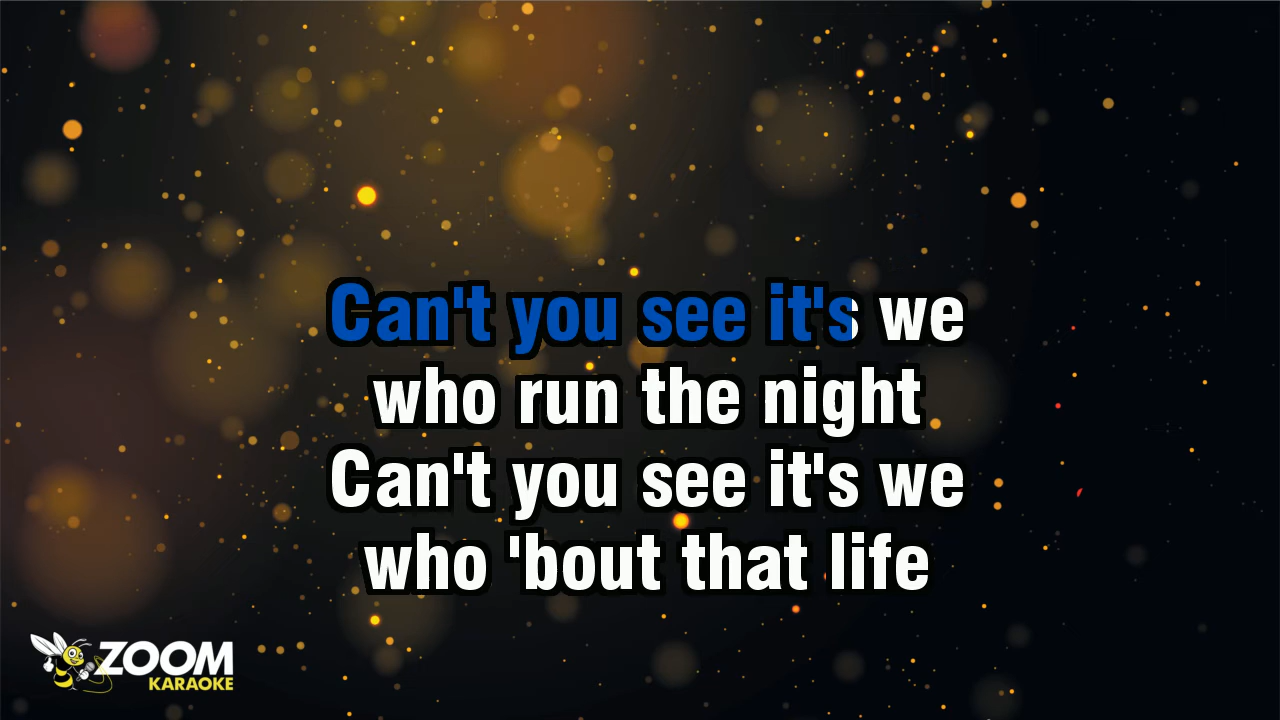 Can't you see it's we
who run the night
Can't you see it's we
who 'bout that life
ZOOM
KARAOKE